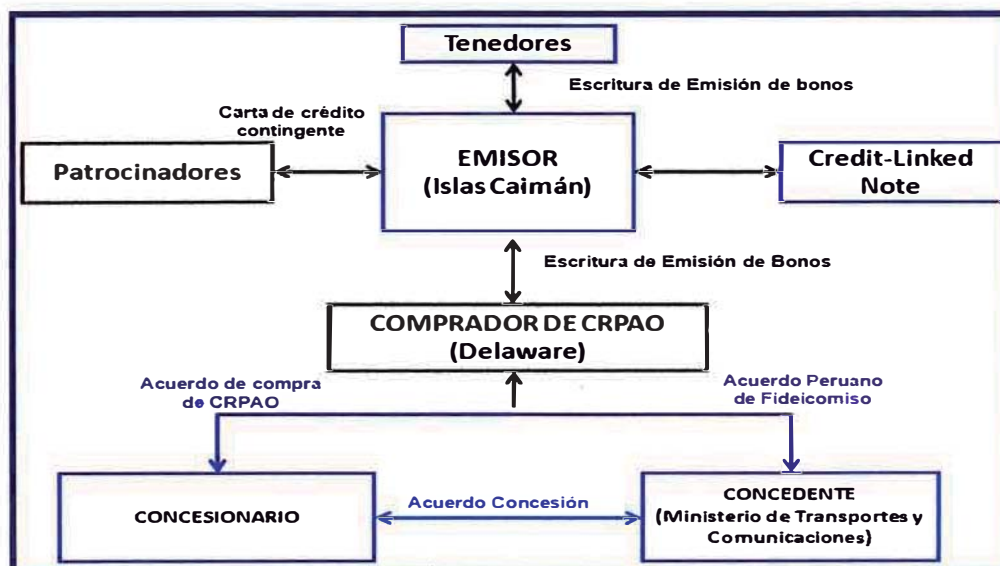 Tenedores
Escritura de Emisión de bonos
Carta de crédito
contingente
Patrocinadores
EMISOR
(Islas Caimán)
Credit-Linked
Note
Escritura de Emisión de Bonos
COMPRADOR DE CRPAO
(Delaware)
Acuerdo de compra
de CRPAO
Acuerdo Peruano
de Fideicomiso
CONCESIONARIO
Acuerdo Concesión
CONCEDENTE
(Ministerio de Transportes y
Comunicaciones)